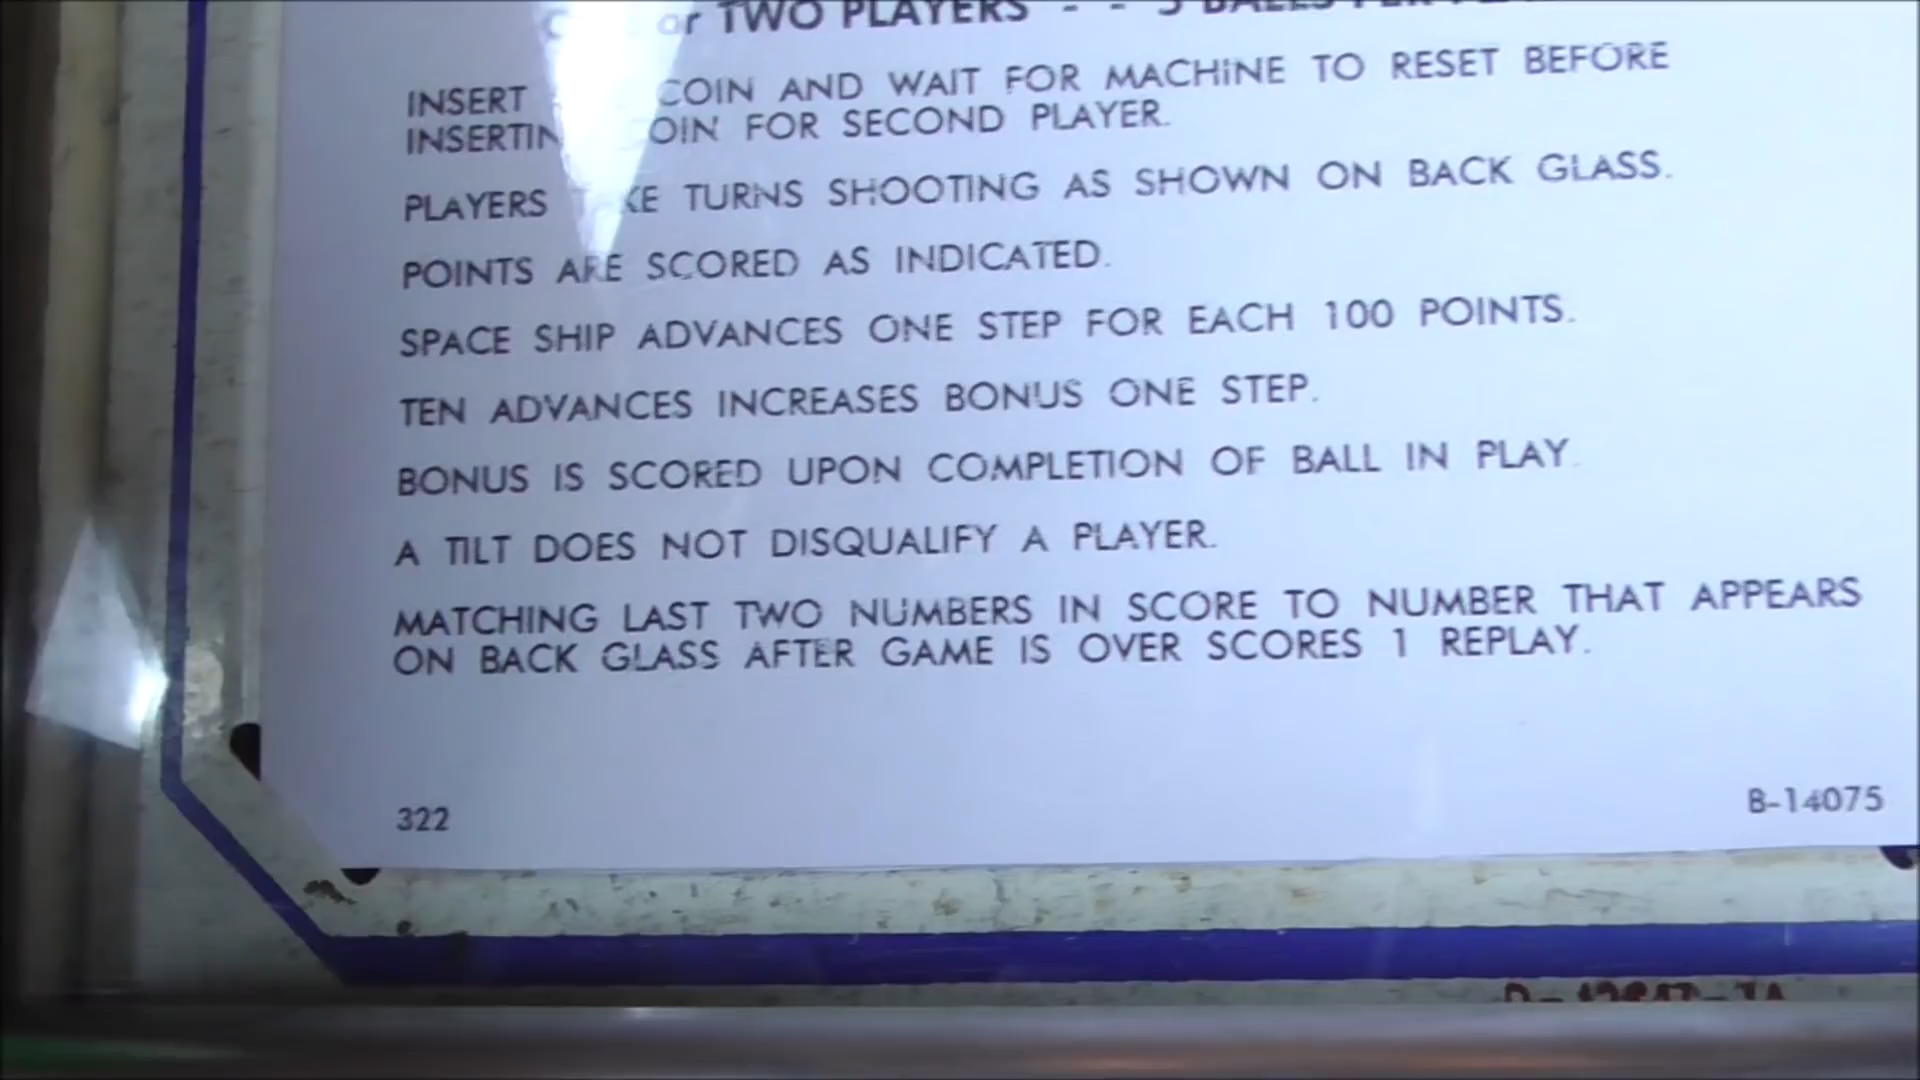 or TWO PLAYERS - -
INSERT COIN AND WAIT FOR MACHINE TO RESET BEFORE
FOR SECOND PLAYER.
PLAYERS TURNS SHOOTING AS SHOWN ON BACK GLASS.
POINTS ARE SCORED AS INDICATED.
SPACE SHIP ADVANCES ONE STEP FOR EACH 100 POINTS.
TEN ADVANCES INCREASES BONUS ONE STEP.
BONUS IS SCORED UPON COMPLETION OF BALL IN PLAY.
A TILT DOES NOT DISQUALIFY A PLAYER.
MATCHING LAST TWO NUMBERS IN SCORE TO NUMBER THAT APPEARS
ON BACK GLASS AFTER GAME IS OVER SCORES 1 REPLAY.
322
B-14075